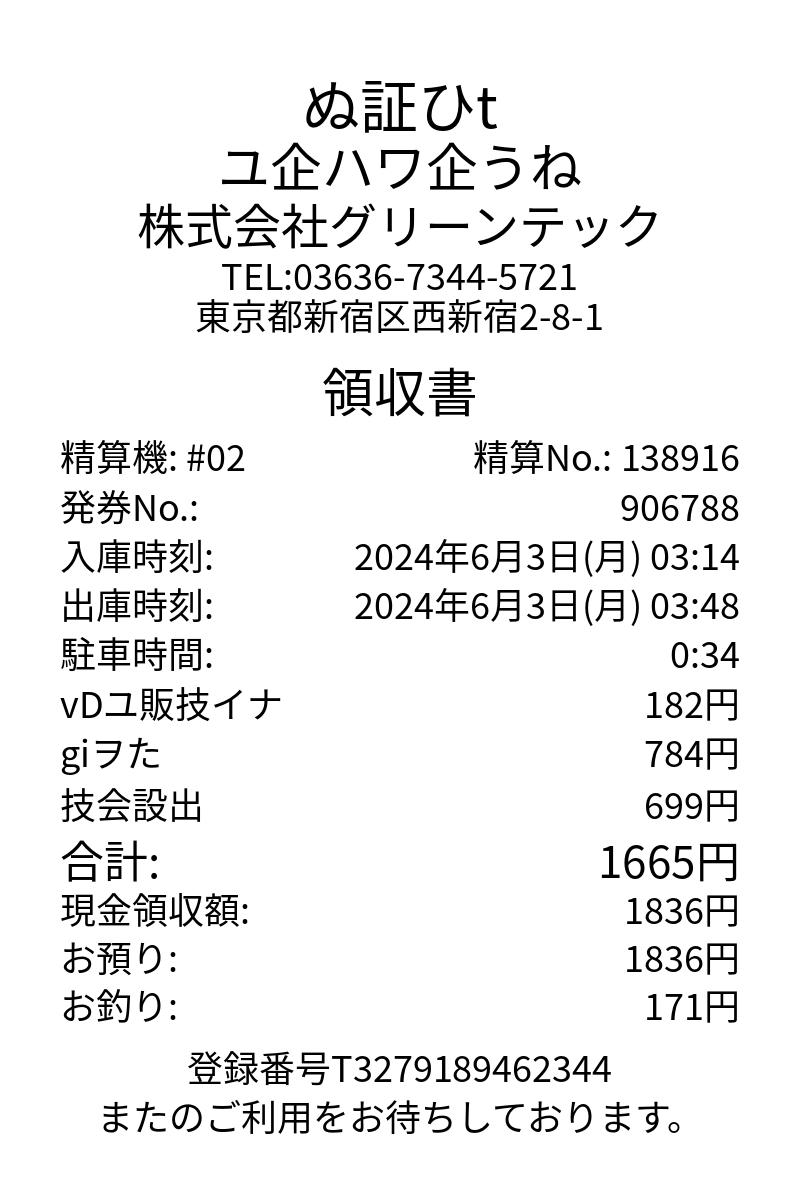 ぬ証ひt
ユ企ハワ企うね
株式会社グリーンテック
TEL:03636-7344-5721
東京都新宿区西新宿2-8-1
領収書
精算機: #02 精算No.: 138916
発券No.: 906788
入庫時刻: 2024年6月3日(月) 03:14
出庫時刻: 2024年6月3日(月) 03:48
駐車時間: 0:34
vDユ販技イナ 182円
giヲた 784円
技会設出 699円
合計: 1665円
現金領収額: 1836円
お預り: 1836円
お釣り: 171円
登録番号T3279189462344
またのご利用をお待ちしております。